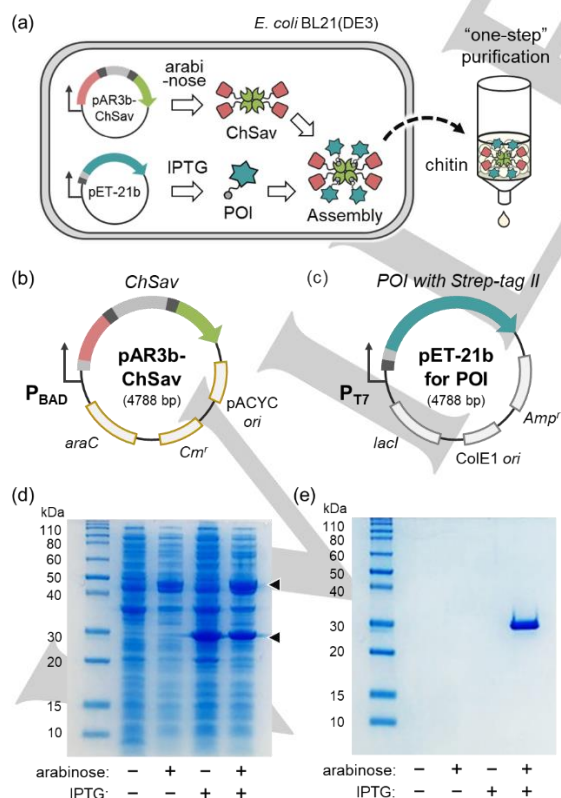 (a)
E. coli BL21(DE3)
pAR3b-
ChSav
arabi
-nose
ChSav
pET-21b
IPTG
POI
Assembly
"one-step"
purification
chitin
(b)
ChSav
pAR3b-
ChSav
(4788 bp)
PBAD
araC
Cmʳ
pACYC
ori
(c)
POI with Strep-tag II
pET-21b
for POI
(4788 bp)
PT7
lacI
ColE1 ori
Ampʳ
(d)
kDa
110
80
60
50
40
30
20
15
10
arabinose: − + − +
IPTG: − − + +
(e)
kDa
110
80
60
50
40
30
20
15
10
arabinose: − + − +
IPTG: − − + +